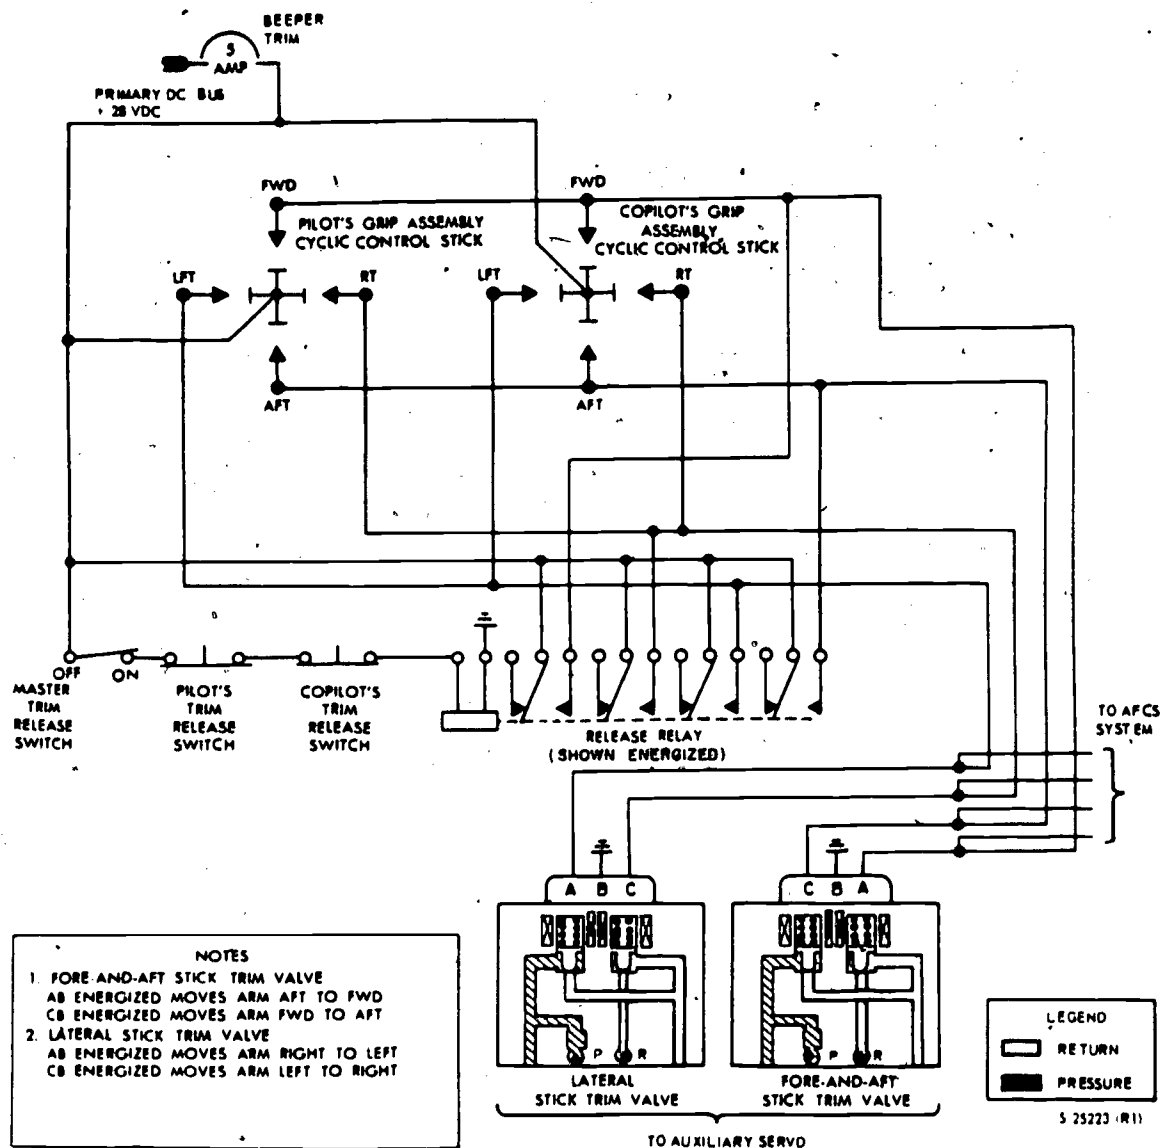 BEEPER
TRIM
5
AMP
PRIMARY DC BUS
+ 28 VDC
FWD
FWD
PILOT'S GRIP ASSEMBLY
CYCLIC CONTROL STICK
COPILOT'S GRIP
ASSEMBLY
CYCLIC CONTROL STICK
LFT
RT
LFT
RT
AFT
AFT
OFF
ON
MASTER
TRIM
RELEASE
SWITCH
PILOT'S
TRIM
RELEASE
SWITCH
COPILOT'S
TRIM
RELEASE
SWITCH
RELEASE RELAY
(SHOWN ENERGIZED)
TO AFCS
SYSTEM
A B C
C B A
P R
P R
LATERAL
STICK TRIM VALVE
FORE-AND-AFT
STICK TRIM VALVE
TO AUXILIARY SERVO
NOTES
1. FORE-AND-AFT STICK TRIM VALVE
AB ENERGIZED MOVES ARM AFT TO FWD
CB ENERGIZED MOVES ARM FWD TO AFT
2. LATERAL STICK TRIM VALVE
AB ENERGIZED MOVES ARM RIGHT TO LEFT
CB ENERGIZED MOVES ARM LEFT TO RIGHT
LEGEND
RETURN
PRESSURE
S 25223 (R1)